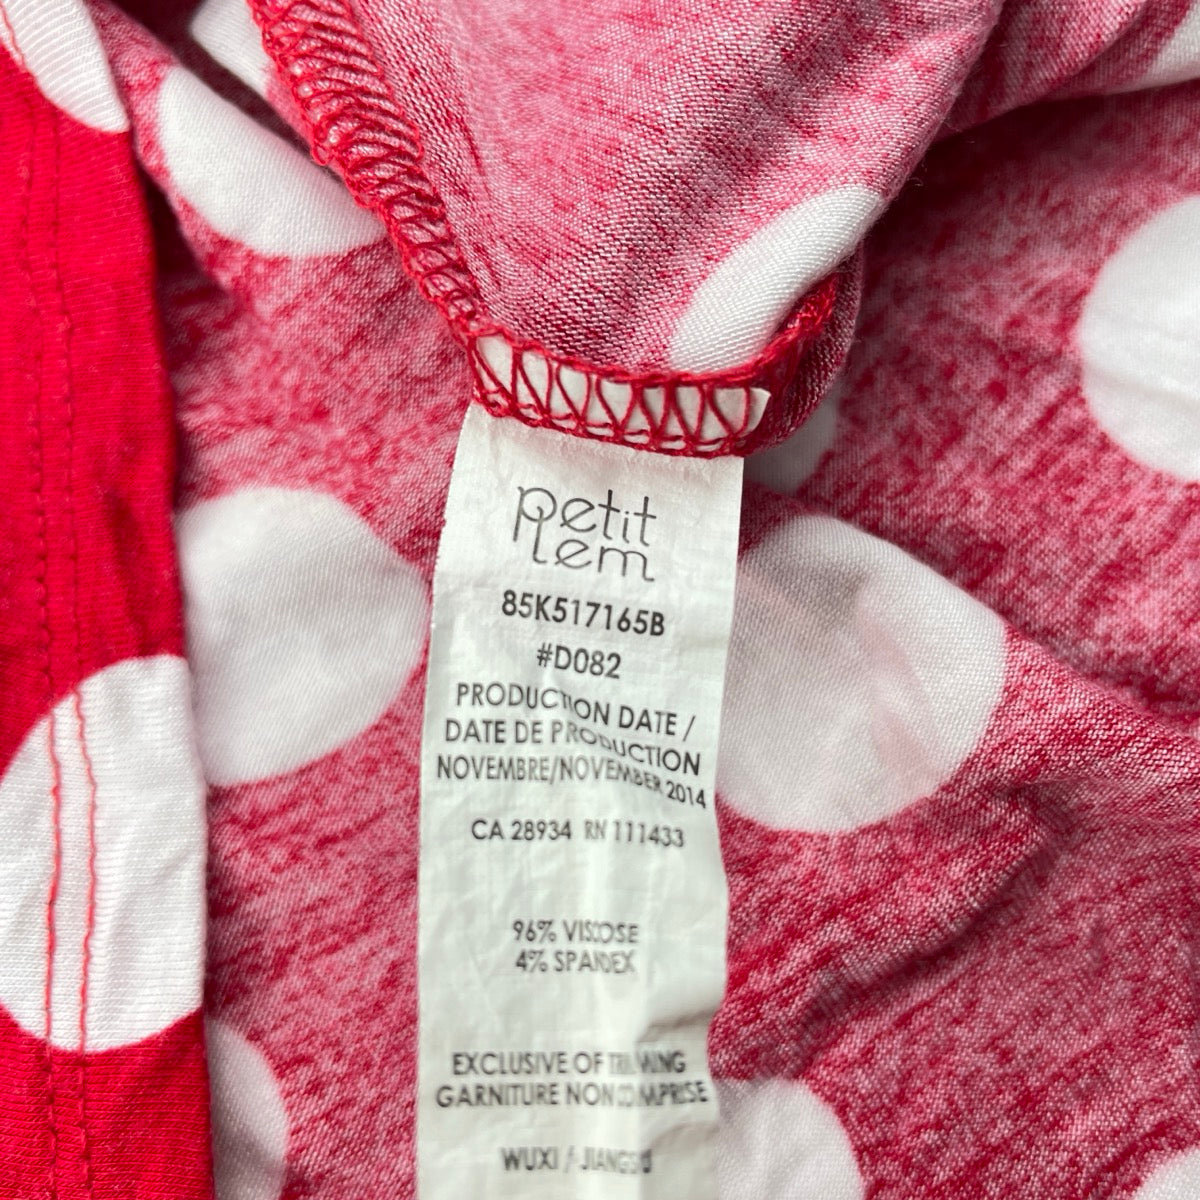 petit
lem
85K517165B
#D082
PRODUCTION DATE /
DATE DE PRODUCTION
NOVEMBRE/NOVEMBER 2014
CA 28934 RN 111433
96% VISCOSE
4% SPANDEX
EXCLUSIVE OF TRIMMING
GARNITURE NON COMPRISE
WUXI / JIANGSU